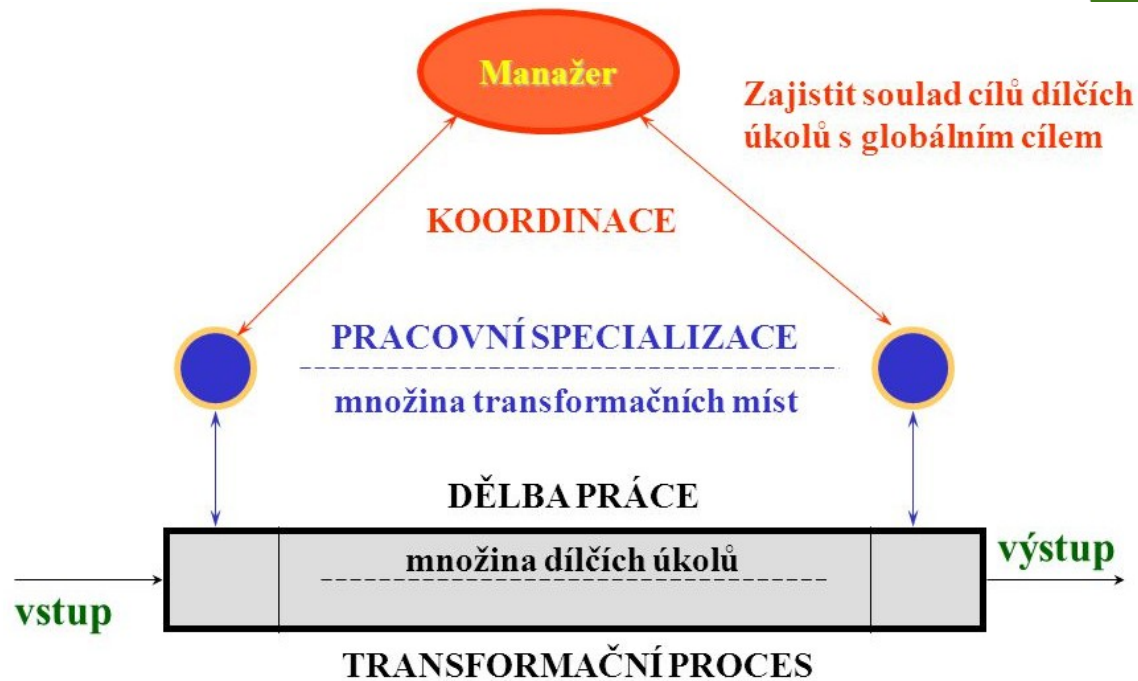 Manažer
Zajistit soulad cílů dílčích
úkolů s globálním cílem
KOORDINACE
PRACOVNÍ SPECIALIZACE
množina transformačních míst
DĚLBA PRÁCE
množina dílčích úkolů
výstup
vstup
TRANSFORMAČNÍ PROCES